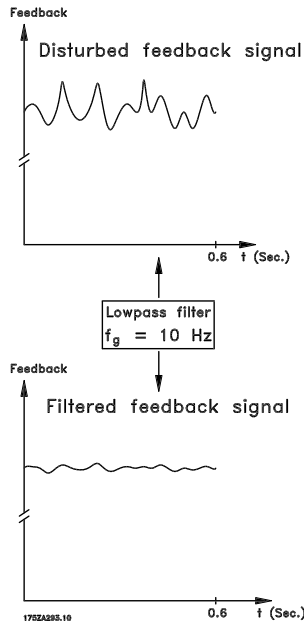 Feedback
Disturbed feedback signal
0.6 t (Sec.)
Lowpass filter
fg = 10 Hz
Feedback
Filtered feedback signal
0.6 t (Sec.)
175ZA293.10